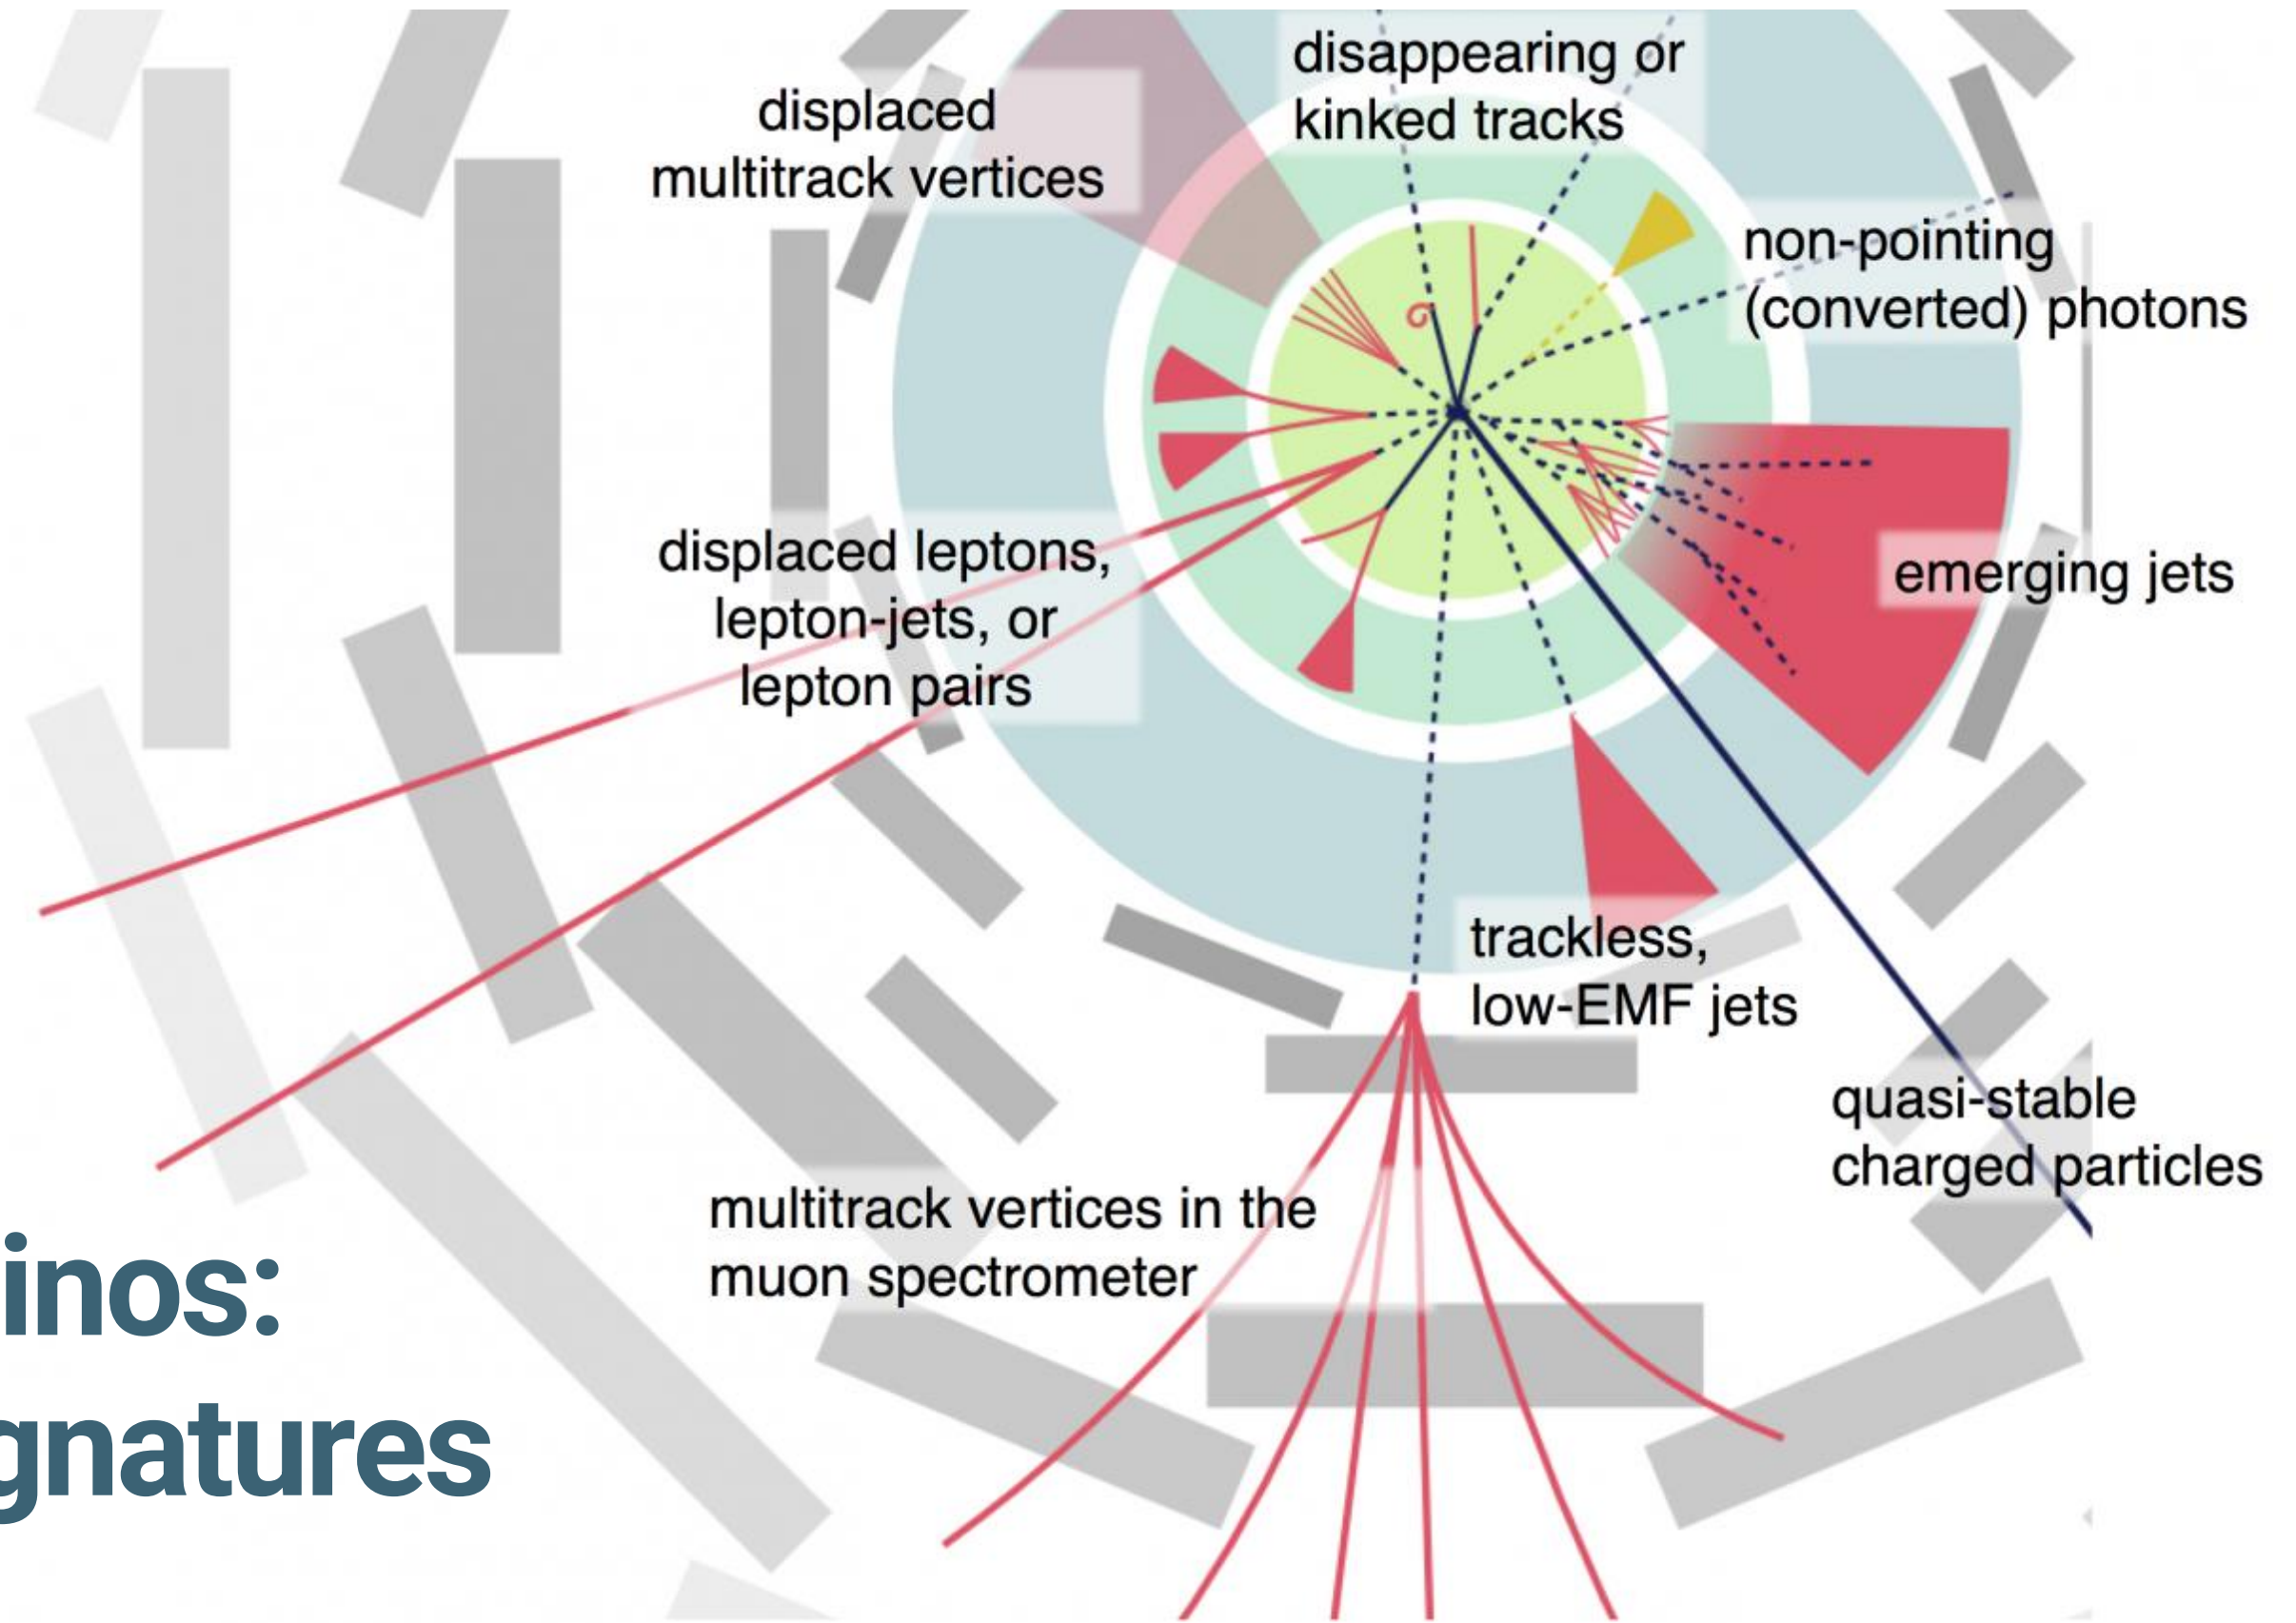 disappearing or
kinked tracks
displaced
multitrack vertices
non-pointing
(converted) photons
displaced leptons,
lepton-jets, or
lepton pairs
emerging jets
trackless,
low-EMF jets
quasi-stable
charged particles
multitrack vertices in the
muon spectrometer
inos:
gnatures